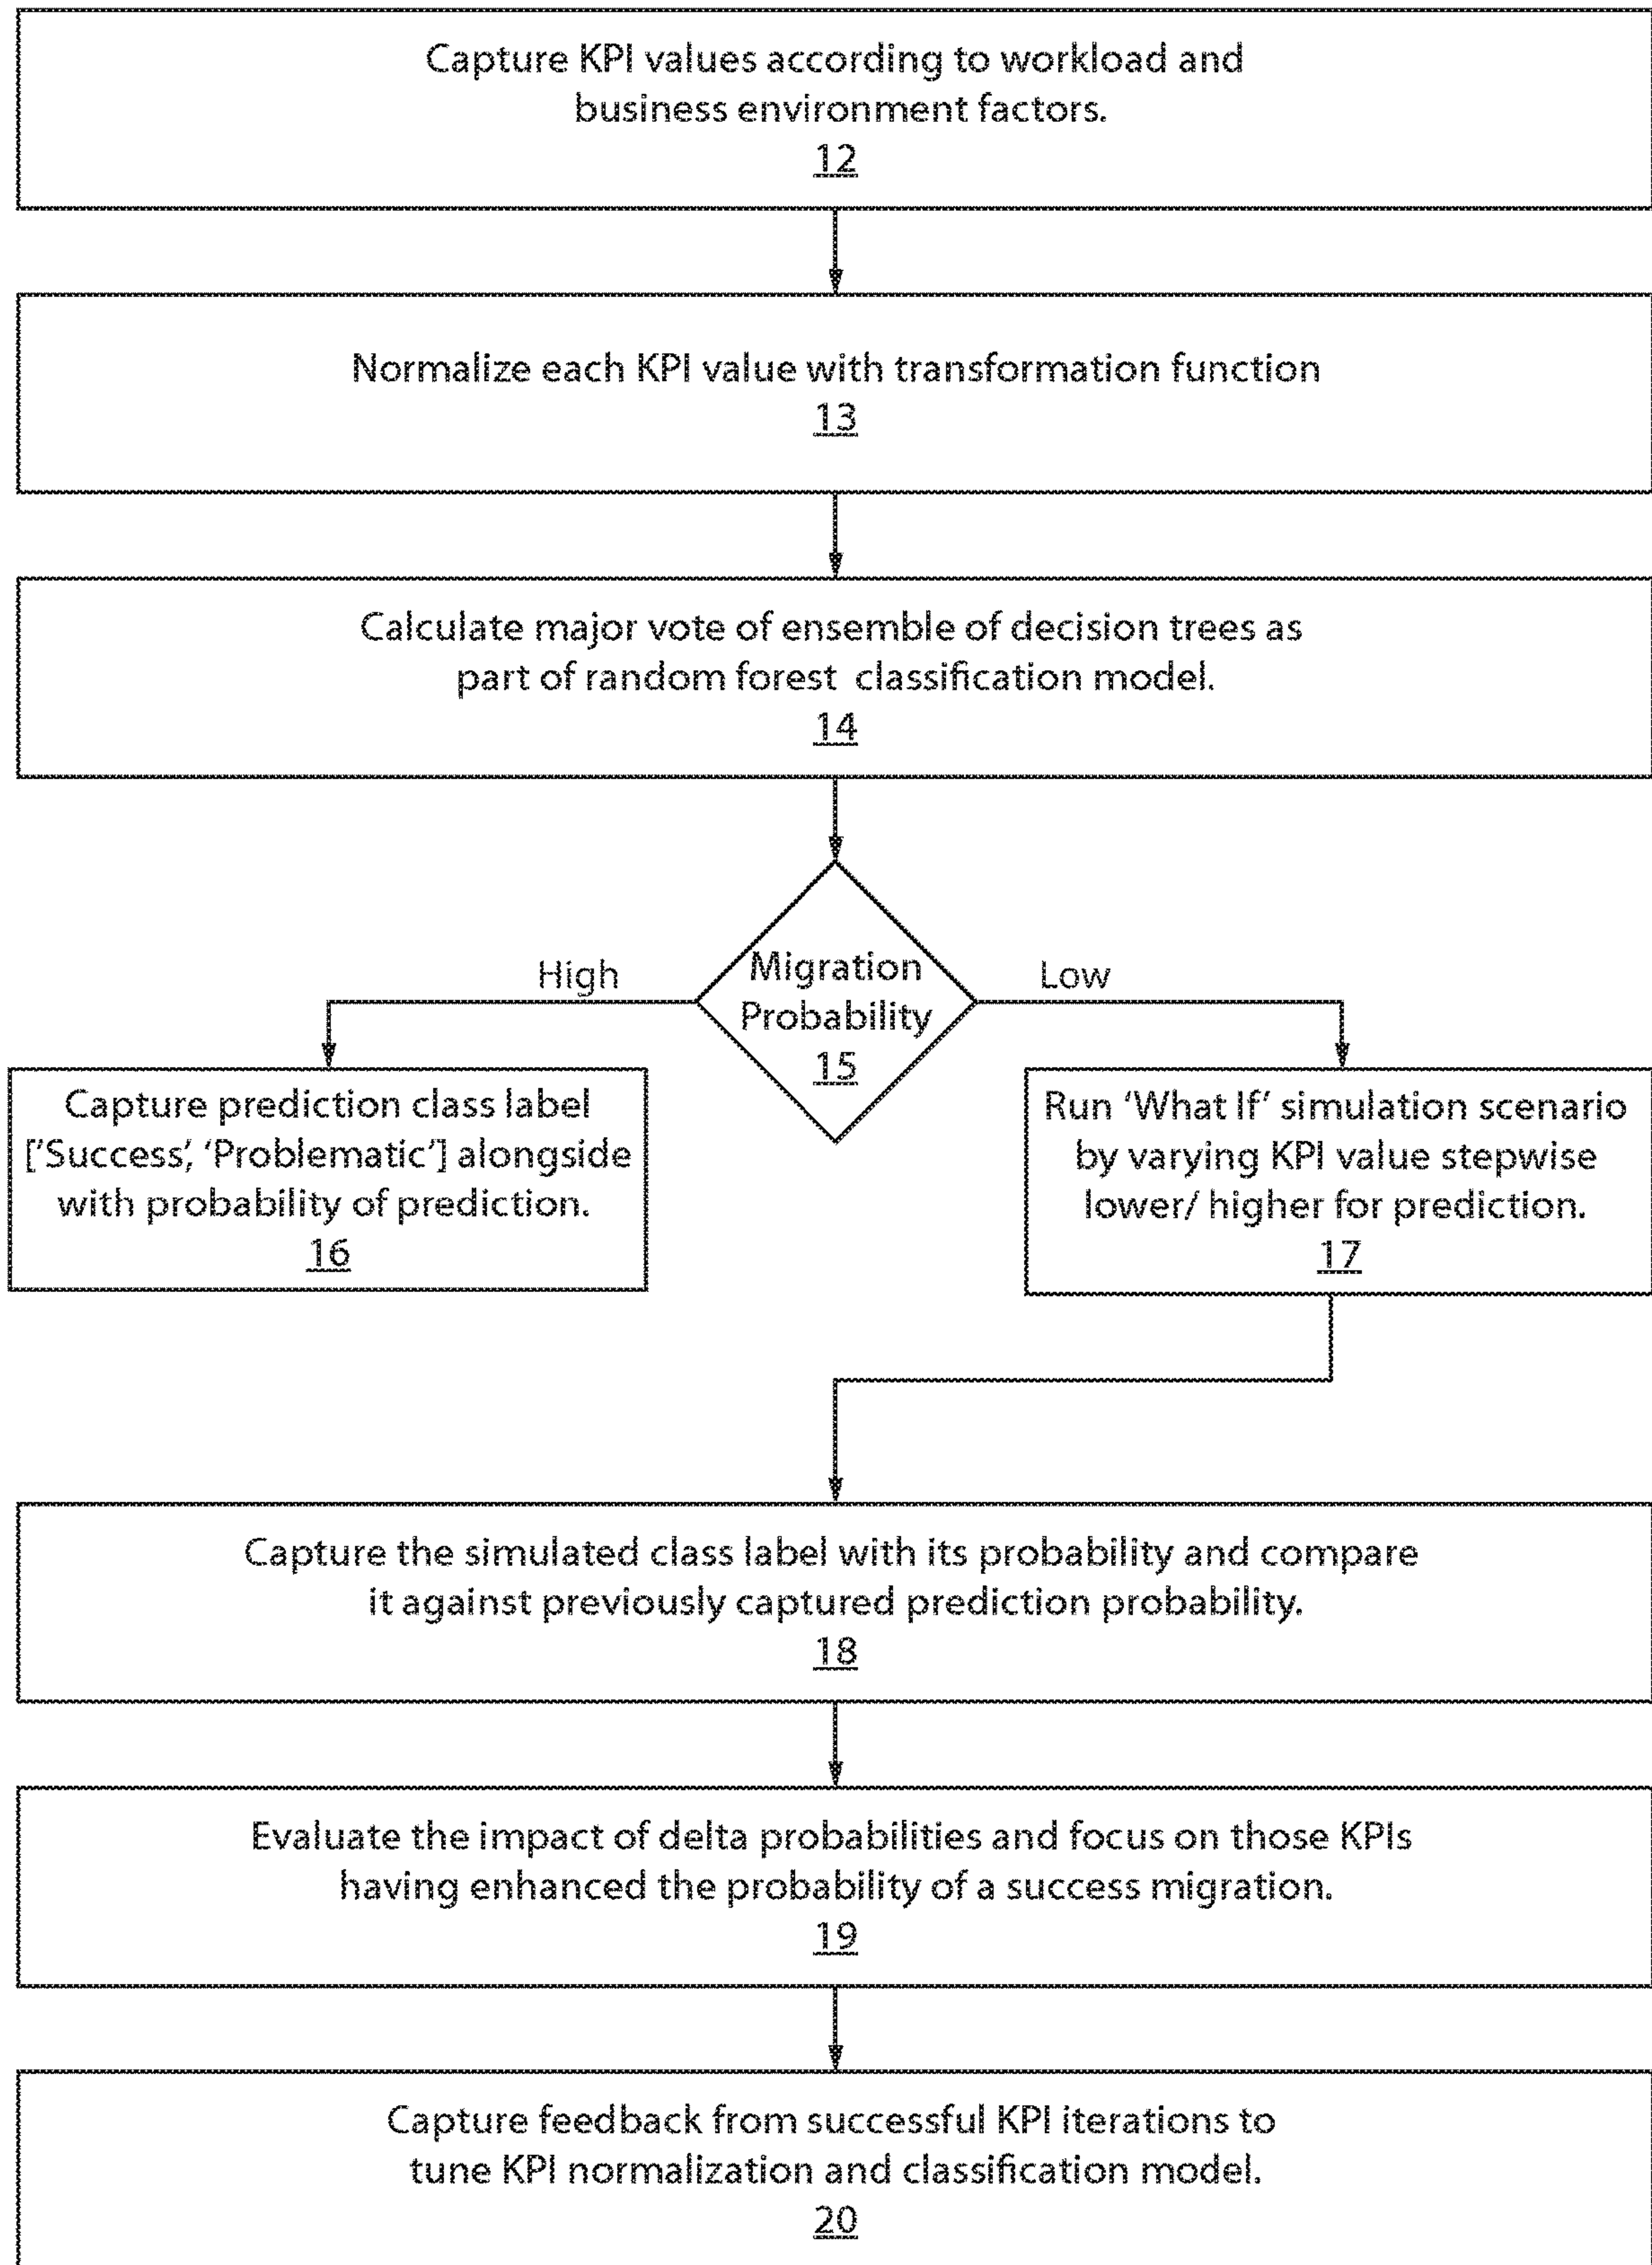 Capture KPI values according to workload and
business environment factors.
12
Normalize each KPI value with transformation function
13
Calculate major vote of ensemble of decision trees as
part of random forest classification model.
14
High
Migration
Probability
15
Low
Capture prediction class label
['Success', 'Problematic'] alongside
with probability of prediction.
16
Run 'What If' simulation scenario
by varying KPI value stepwise
lower/ higher for prediction.
17
Capture the simulated class label with its probability and compare
it against previously captured prediction probability.
18
Evaluate the impact of delta probabilities and focus on those KPIs
having enhanced the probability of a success migration.
19
Capture feedback from successful KPI iterations to
tune KPI normalization and classification model.
20